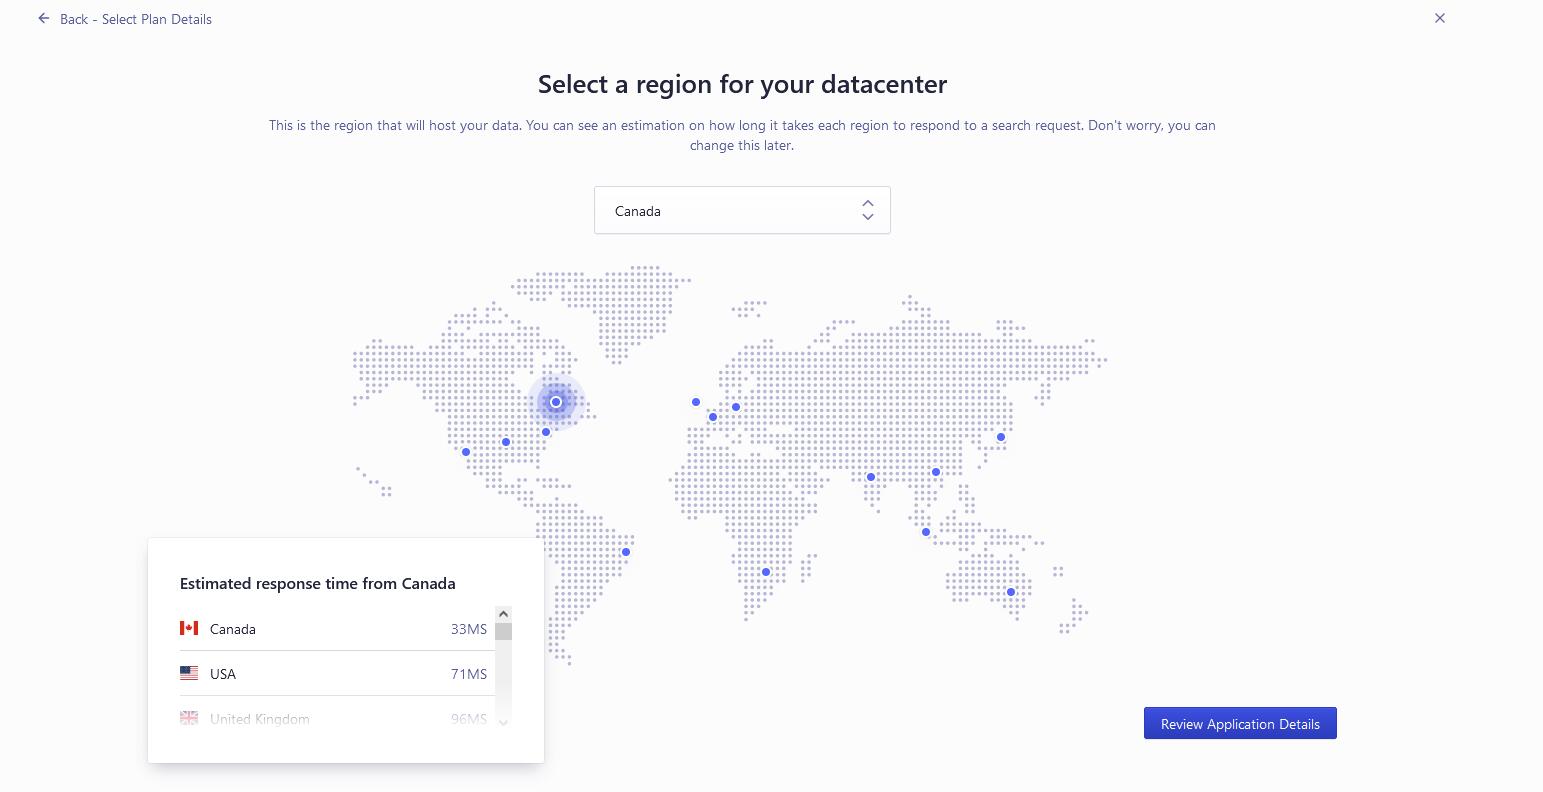 Back - Select Plan Details
Select a region for your datacenter
This is the region that will host your data. You can see an estimation on how long it takes each region to respond to a search request. Don't worry, you can
change this later.
Canada
Estimated response time from Canada
Canada 33MS
USA 71MS
United Kingdom 96MS
Review Application Details